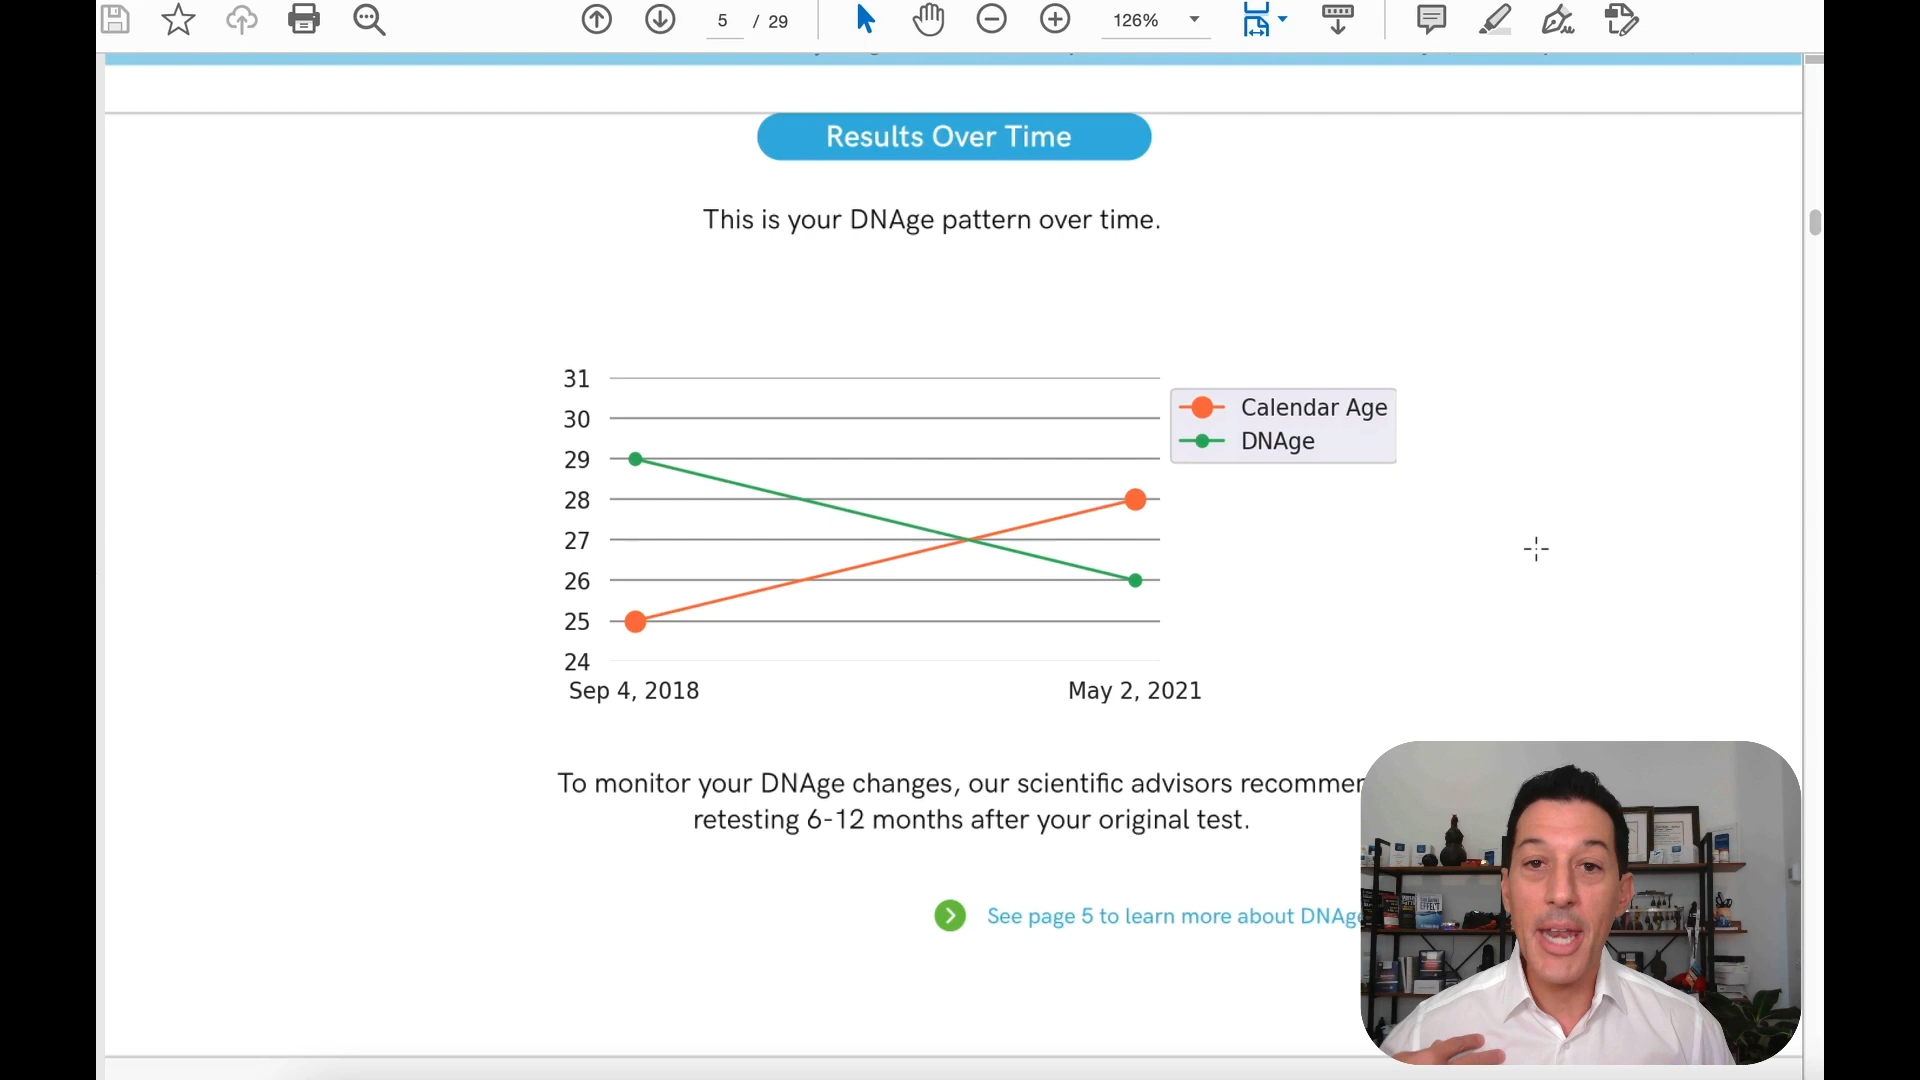 5 / 29
126%
Results Over Time
This is your DNAge pattern over time.
31
30
29
28
27
26
25
24
Calendar Age
DNAge
Sep 4, 2018
May 2, 2021
To monitor your DNAge changes, our scientific advisors
retesting 6-12 months after your original test.
See page 5 to learn more about DNAge